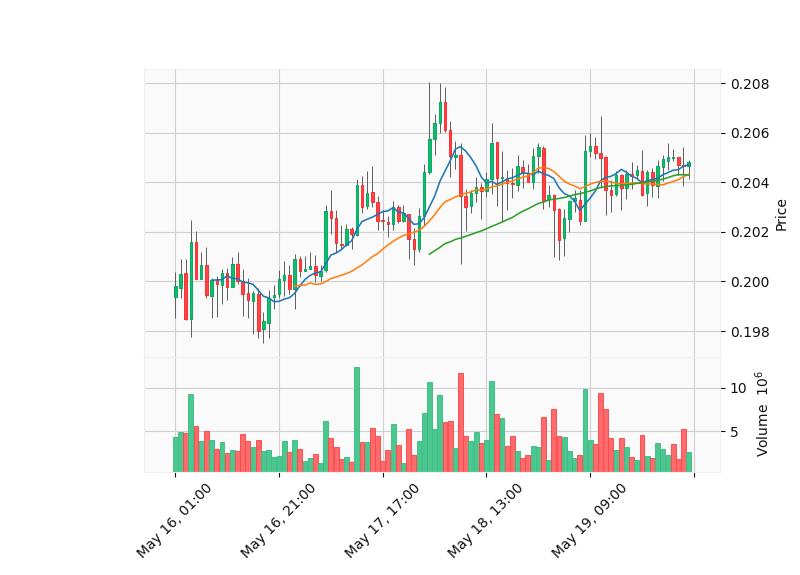 0.208
0.206
0.204
0.202
0.200
0.198
Price
10
5
Volume 10^6
May 16, 01:00
May 16, 21:00
May 17, 17:00
May 18, 13:00
May 19, 09:00